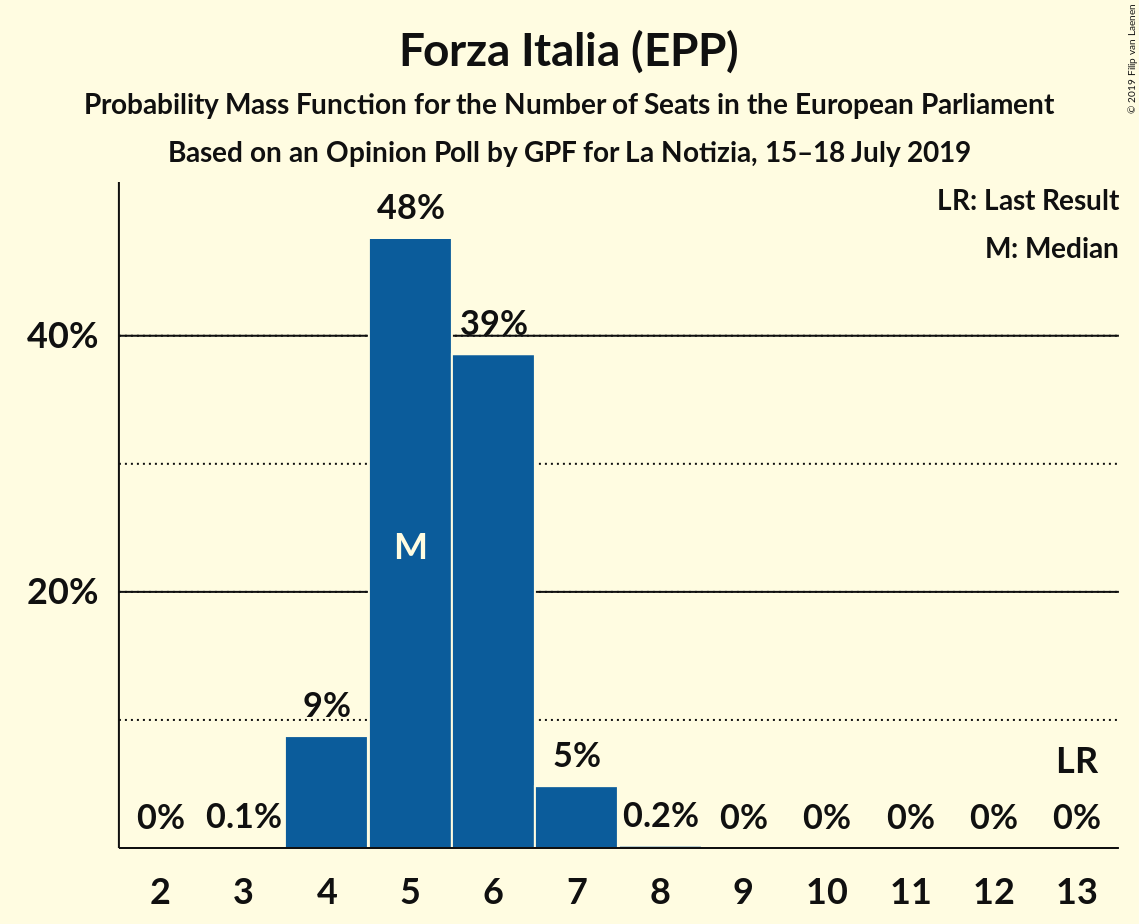 Forza Italia (EPP)
Probability Mass Function for the Number of Seats in the European Parliament
Based on an Opinion Poll by GPF for La Notizia, 15–18 July 2019
© 2019 Filip van Laenen
LR: Last Result
M: Median
48%
39%
40%
M
20%
9%
5%
LR
0% 0.1% 0.2% 0% 0% 0% 0% 0%
2 3 4 5 6 7 8 9 10 11 12 13